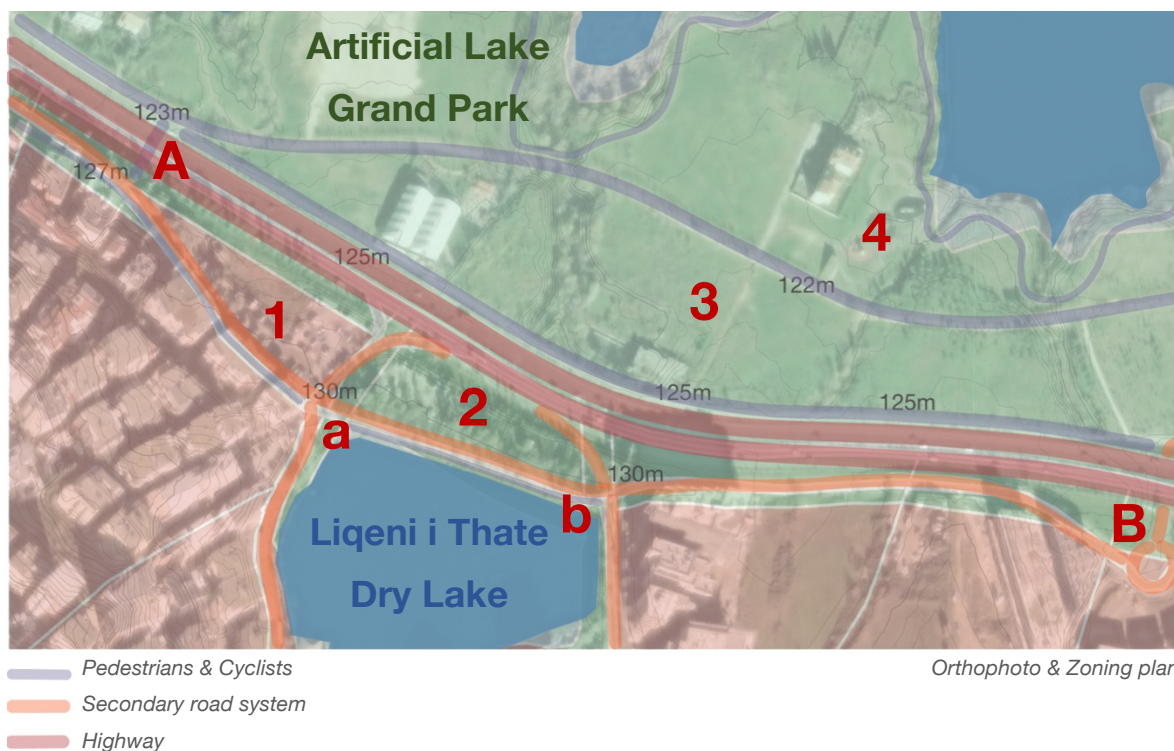 Artificial Lake
Grand Park
123m
A
127m
4
125m
3
122m
1
130m
125m
125m
2
a
130m
b
B
Liqeni i Thate
Dry Lake
Pedestrians & Cyclists
Orthophoto & Zoning plan
Secondary road system
Highway